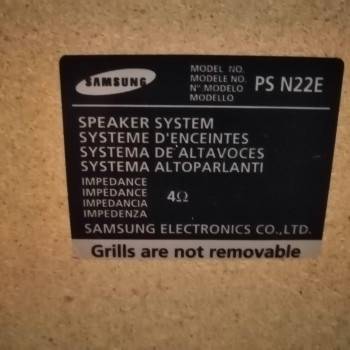 SAMSUNG
MODEL NO.
MODELE NO.
N° MODELO
MODELLO
PS N22E
SPEAKER SYSTEM
SYSTEME D'ENCEINTES
SYSTEMA DE ALTAVOCES
SYSTEMA ALTOPARLANTI
IMPEDANCE
IMPEDANCE
IMPEDANCIA
IMPEDENZA
4Ω
SAMSUNG ELECTRONICS CO.,LTD.
Grills are not removable